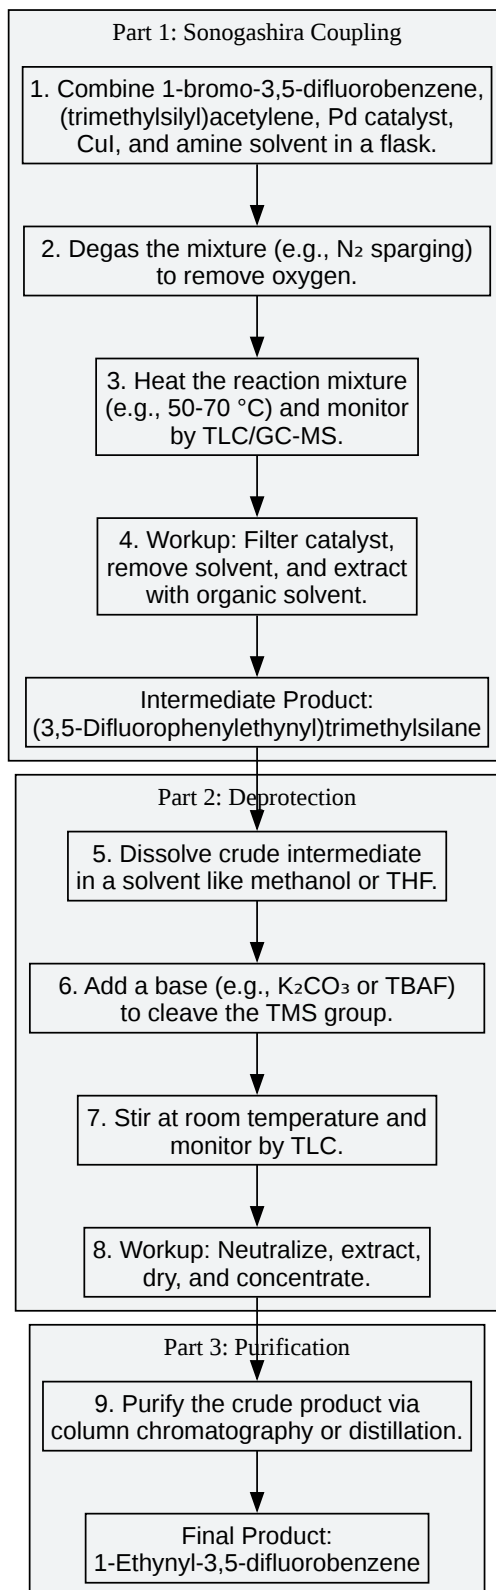 Part 1: Sonogashira Coupling
1. Combine 1-bromo-3,5-difluorobenzene,
(trimethylsilyl)acetylene, Pd catalyst,
CuI, and amine solvent in a flask.
2. Degas the mixture (e.g., N₂ sparging)
to remove oxygen.
3. Heat the reaction mixture
(e.g., 50-70 °C) and monitor
by TLC/GC-MS.
4. Workup: Filter catalyst,
remove solvent, and extract
with organic solvent.
Intermediate Product:
(3,5-Difluorophenylethynyl)trimethylsilane
Part 2: Deprotection
5. Dissolve crude intermediate
in a solvent like methanol or THF.
6. Add a base (e.g., K₂CO₃ or TBAF)
to cleave the TMS group.
7. Stir at room temperature and
monitor by TLC.
8. Workup: Neutralize, extract,
dry, and concentrate.
Part 3: Purification
9. Purify the crude product via
column chromatography or distillation.
Final Product:
1-Ethynyl-3,5-difluorobenzene